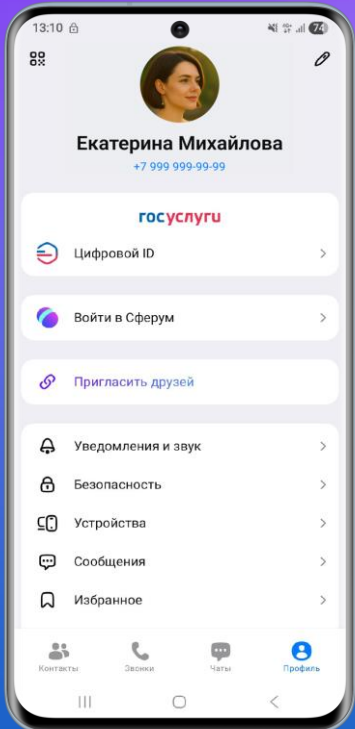 13:10
74
Екатерина Михайлова
+7 999 999-99-99
госуслуги
Цифровой ID
Войти в Сферум
Пригласить друзей
Уведомления и звук
Безопасность
Устройства
Сообщения
Избранное
Контакты Звонки Чаты Профиль